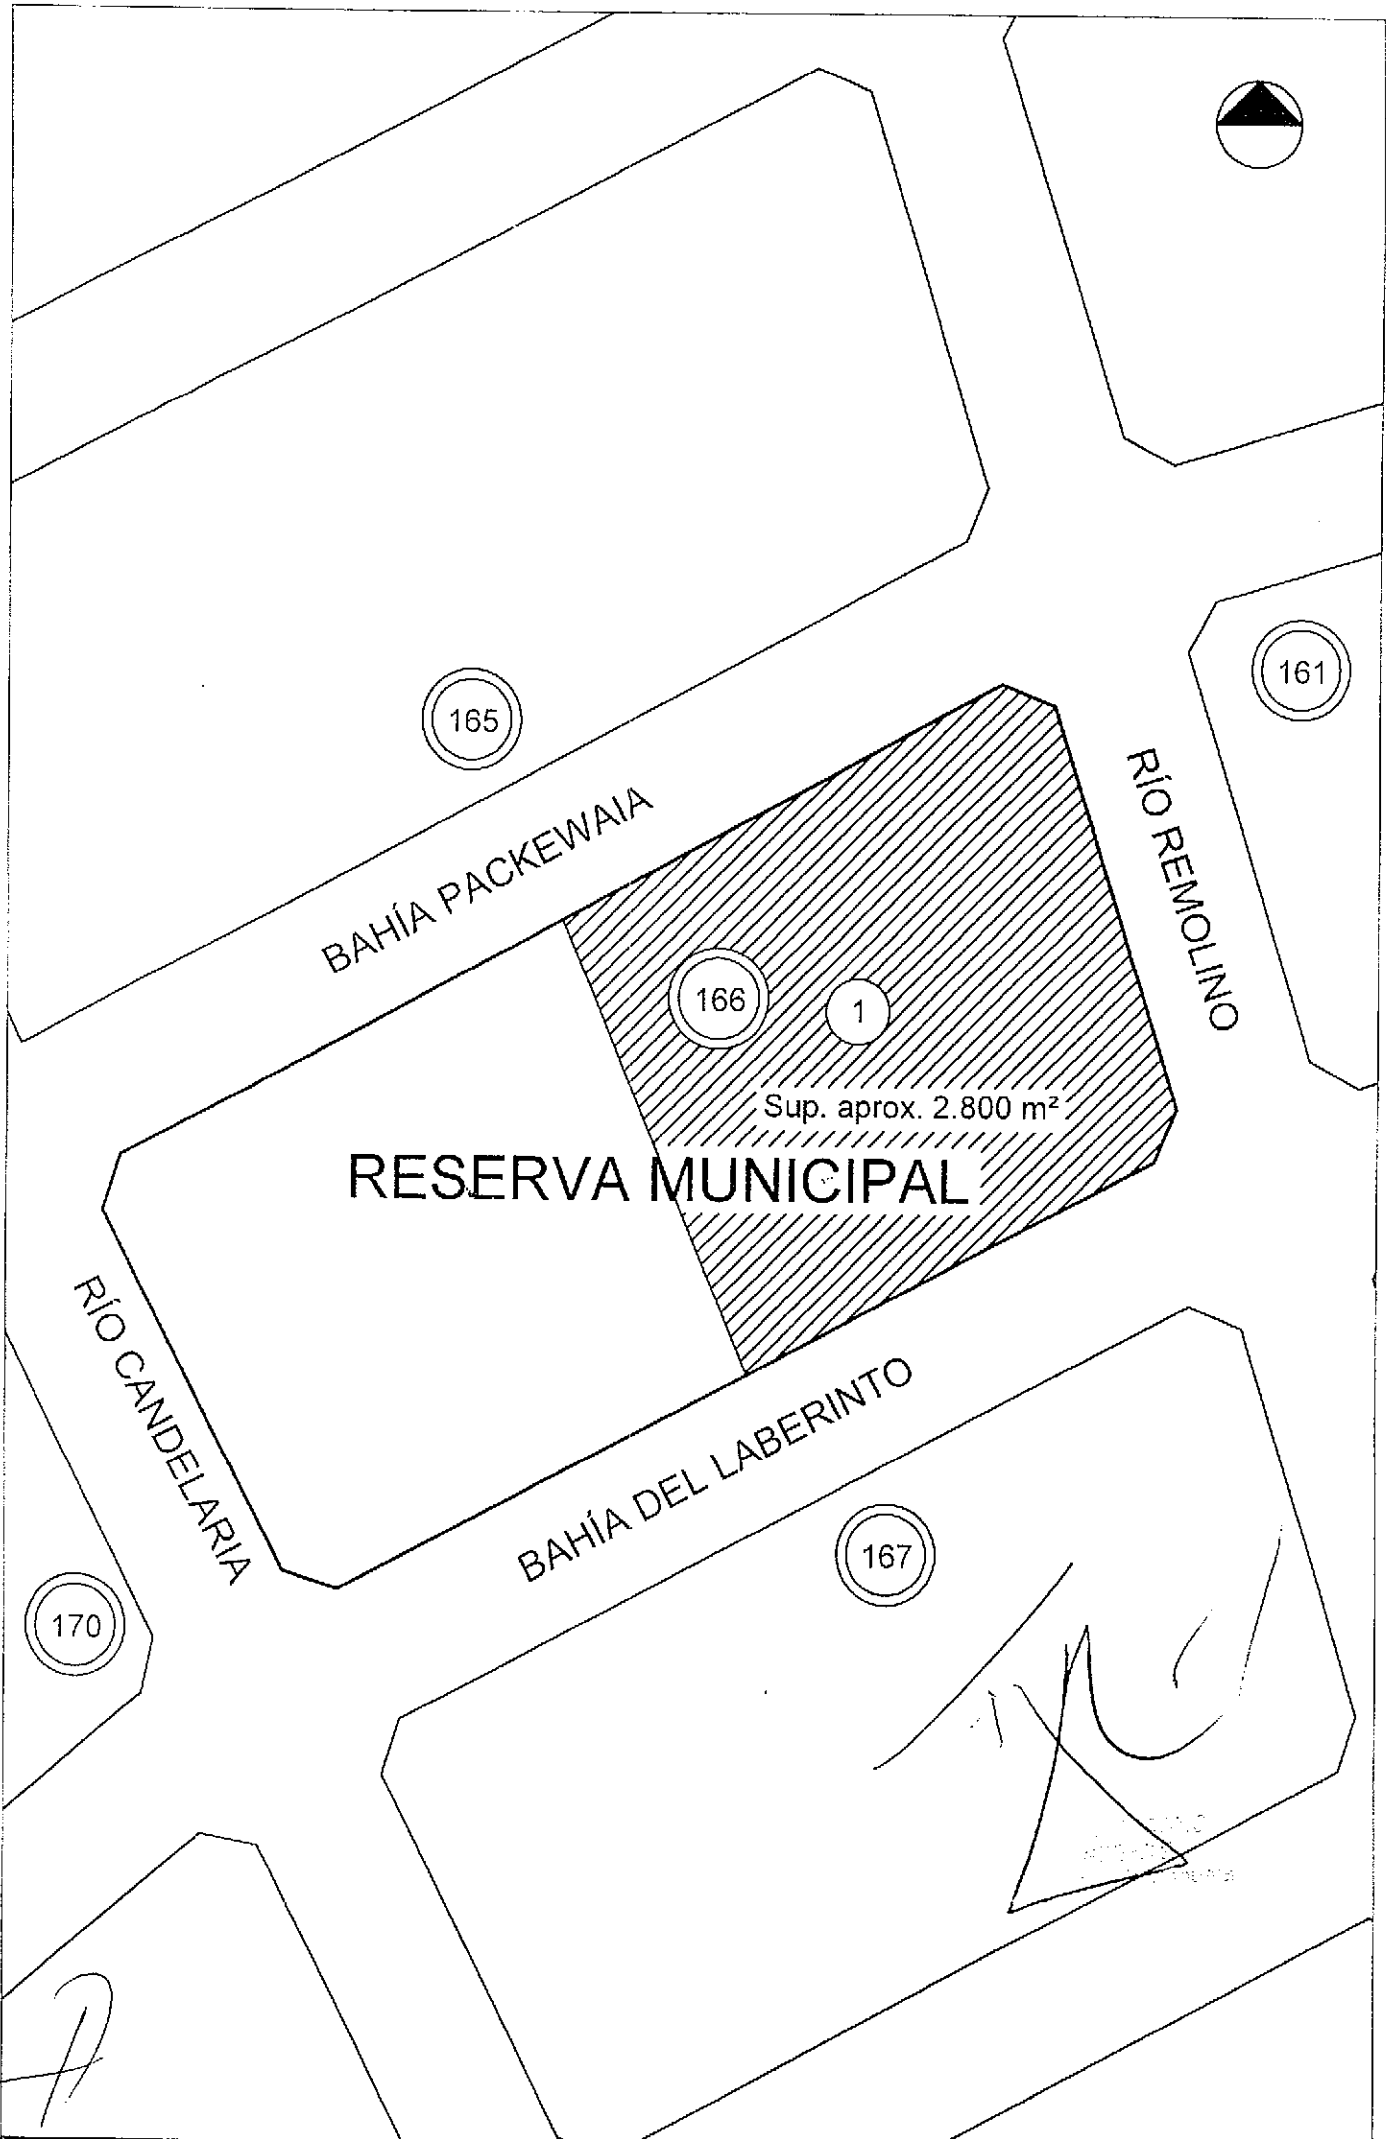 161
165
BAHÍA PACKEWAIA
RÍO REMOLINO
166
1
Sup. aprox. 2.800 m²
RESERVA MUNICIPAL
RÍO CANDELARIA
BAHÍA DEL LABERINTO
167
170